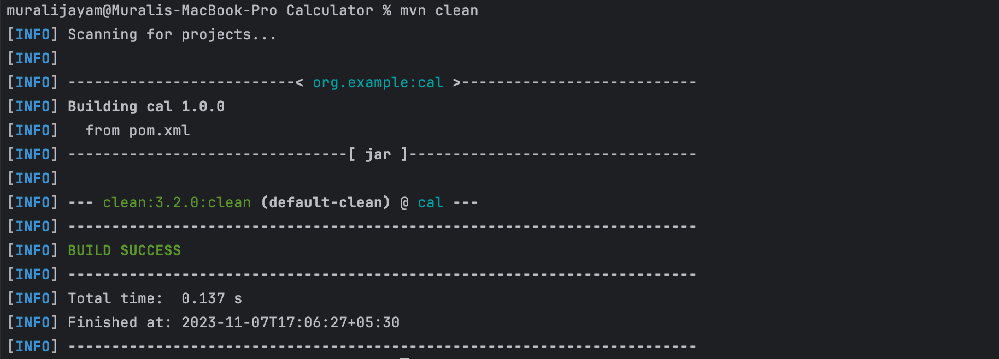 muralijayam@Muralis-MacBook-Pro Calculator % mvn clean
[INFO] Scanning for projects...
[INFO]
[INFO] --------------------------< org.example:cal >---------------------------
[INFO] Building cal 1.0.0
[INFO]   from pom.xml
[INFO] --------------------------------[ jar ]---------------------------------
[INFO]
[INFO] --- clean:3.2.0:clean (default-clean) @ cal ---
[INFO] ------------------------------------------------------------------------
[INFO] BUILD SUCCESS
[INFO] ------------------------------------------------------------------------
[INFO] Total time:  0.137 s
[INFO] Finished at: 2023-11-07T17:06:27+05:30
[INFO] ------------------------------------------------------------------------